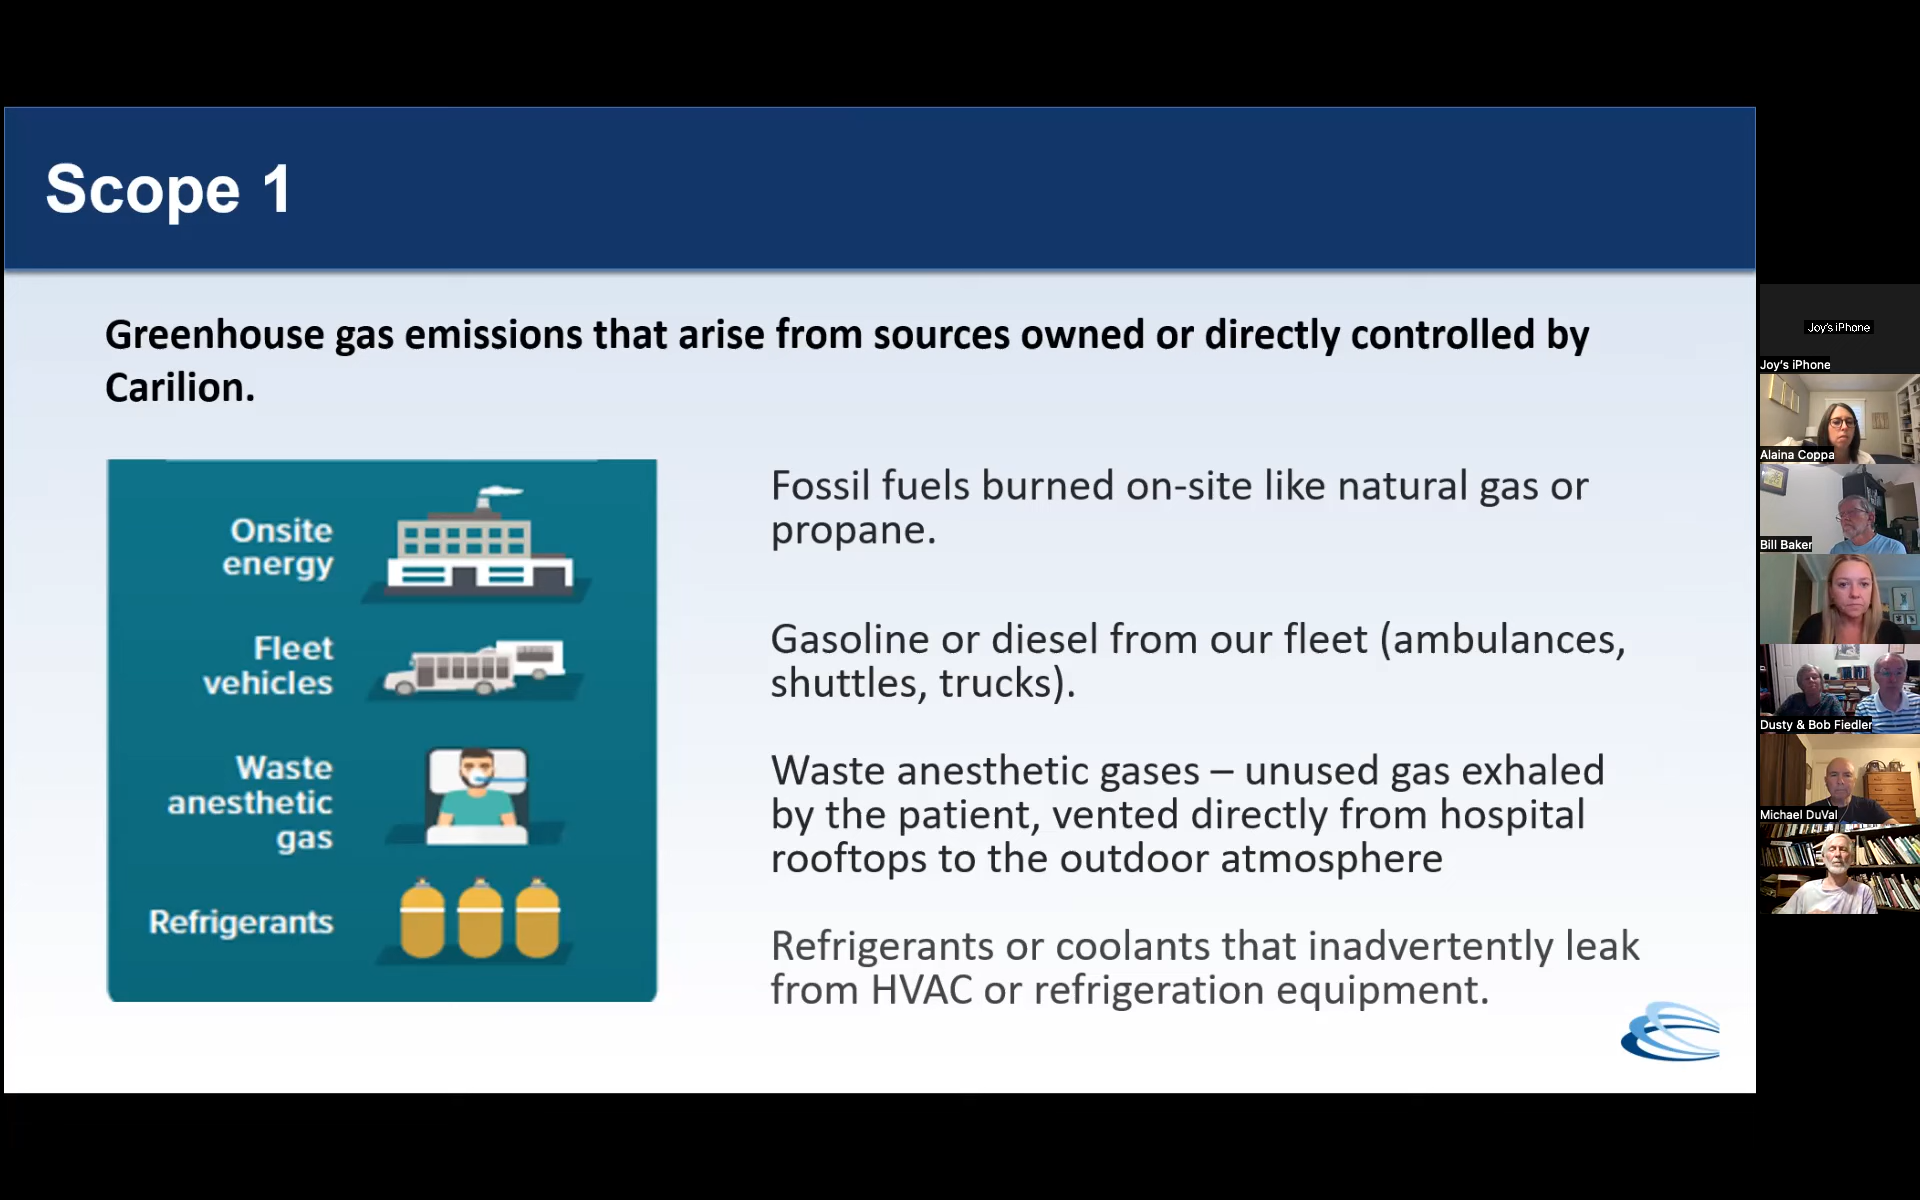 Scope 1
Greenhouse gas emissions that arise from sources owned or directly controlled by
Carilion.
Onsite
energy
Fossil fuels burned on-site like natural gas or
propane.
Fleet
vehicles
Gasoline or diesel from our fleet (ambulances,
shuttles, trucks).
Waste
anesthetic
gas
Waste anesthetic gases – unused gas exhaled
by the patient, vented directly from hospital
rooftops to the outdoor atmosphere
Refrigerants
Refrigerants or coolants that inadvertently leak
from HVAC or refrigeration equipment.
Joy's iPhone
Joy's iPhone
Alaina Coppa
Bill Baker
Dusty & Bob Fiedler
Michael DuVal